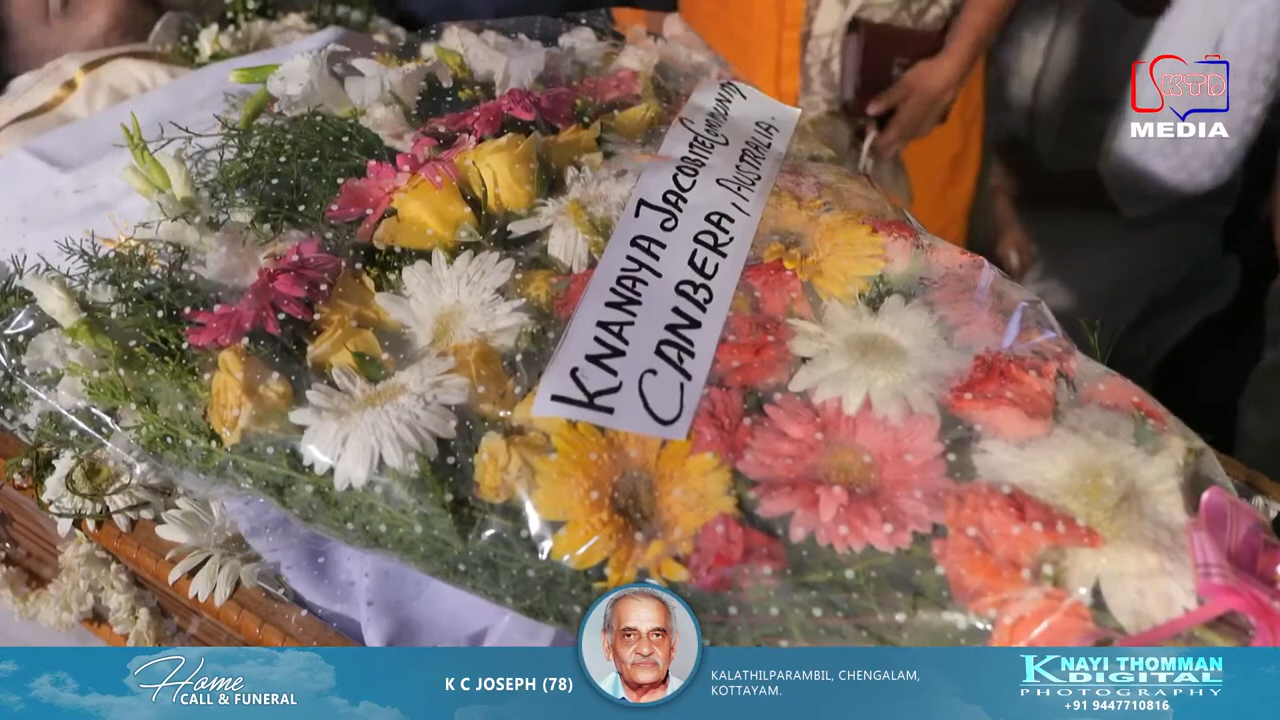 KTD
MEDIA
KNANAYA JACOBITE COMMUNITY
CANBERA, AUSTRALIA.
Home
CALL & FUNERAL
K C JOSEPH (78)
KALATHILPARAMBIL, CHENGALAM,
KOTTAYAM.
KNAYI THOMMAN
DIGITAL
PHOTOGRAPHY
+91 9447710816